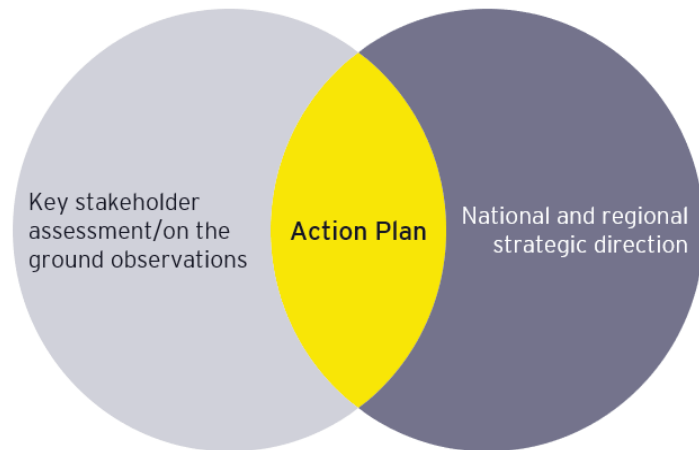 Key stakeholder
assessment/on the
ground observations
Action Plan
National and regional
strategic direction